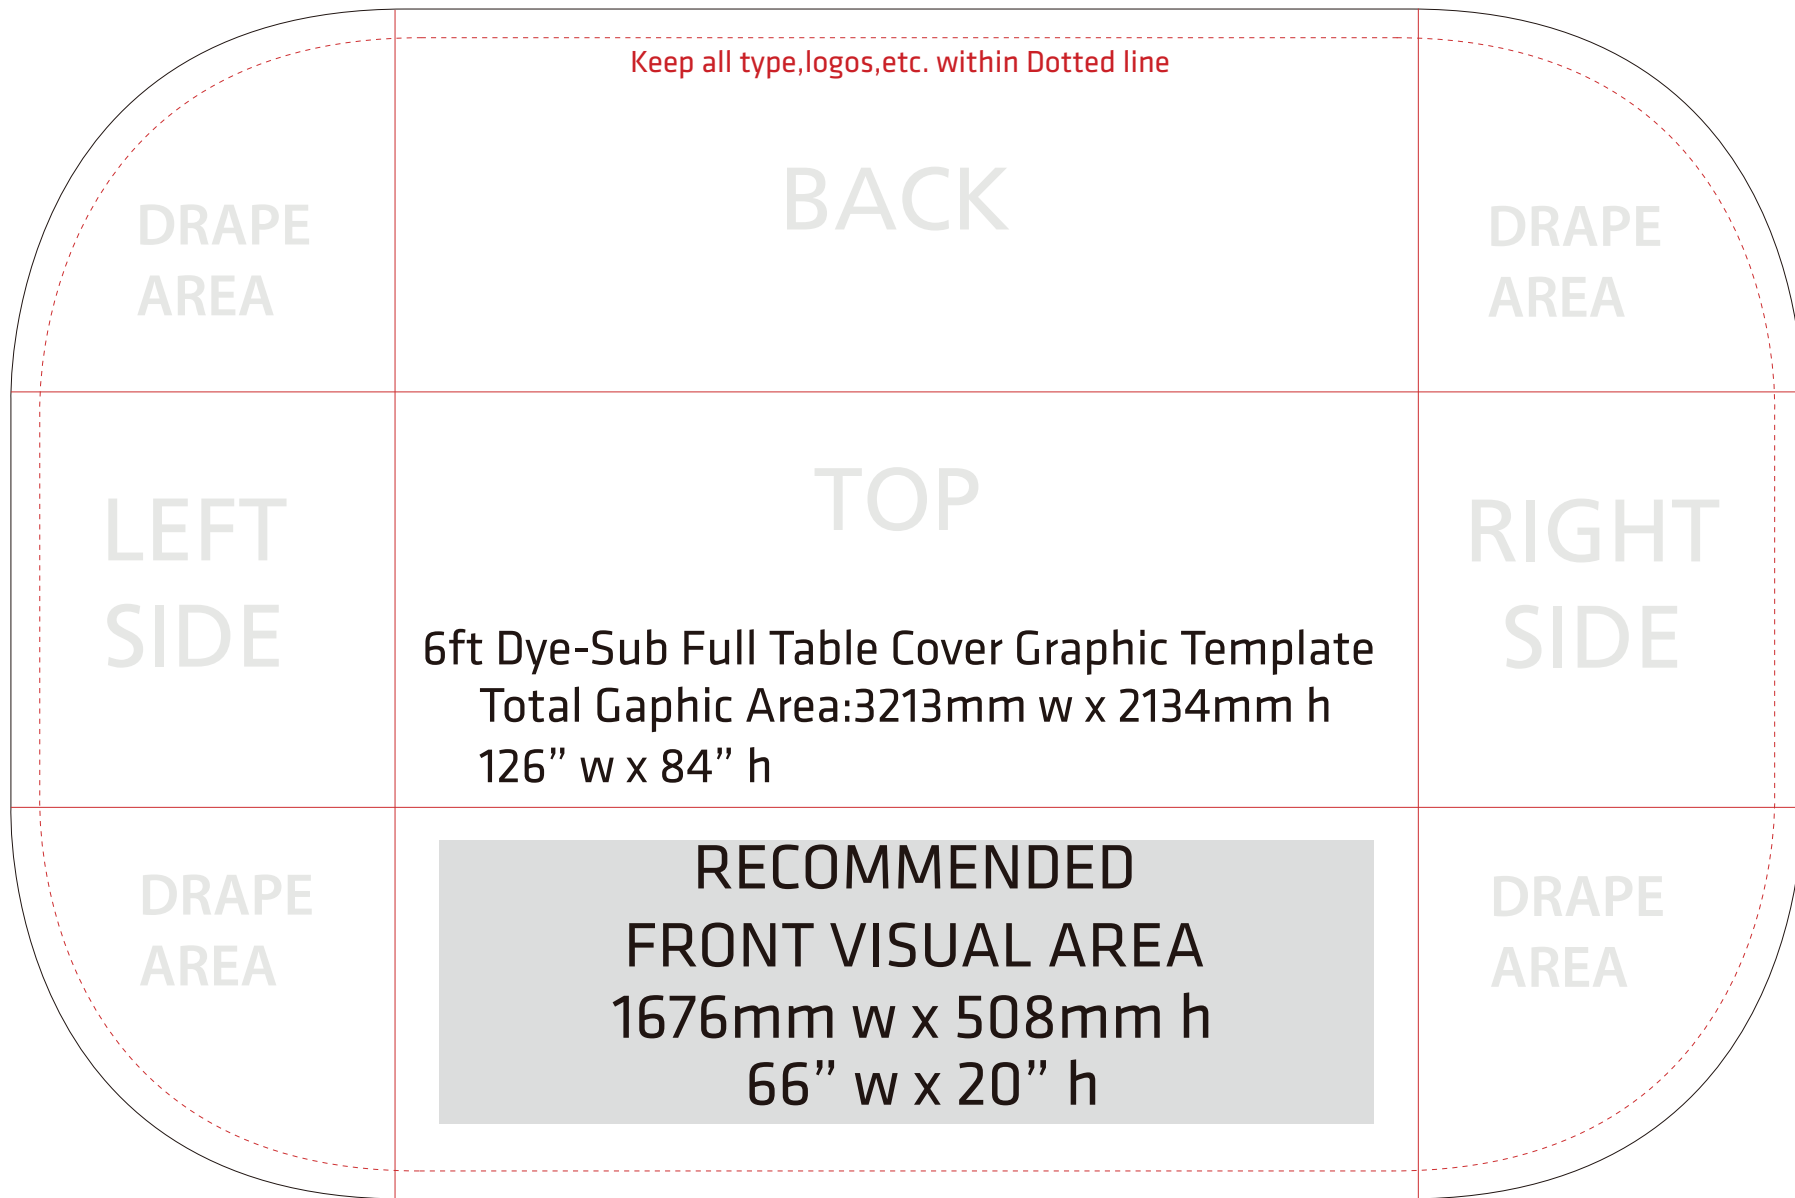 Keep all type,logos,etc. within Dotted line
BACK
DRAPE
AREA
DRAPE
AREA
TOP
LEFT
SIDE
RIGHT
SIDE
6ft Dye-Sub Full Table Cover Graphic Template
Total Gaphic Area:3213mm w x 2134mm h
126” w x 84” h
RECOMMENDED
FRONT VISUAL AREA
1676mm w x 508mm h
66” w x 20” h
DRAPE
AREA
DRAPE
AREA